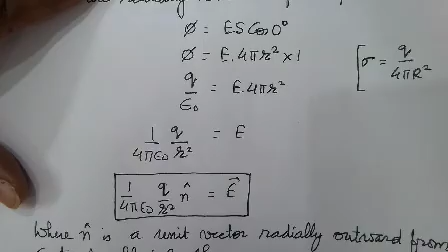 ∅ = ES Cos 0°
∅ = E. 4πr² × 1
q/ε₀ = E. 4πr²
[σ = q/4πR²
1/4πε₀ q/r² = E
1/4πε₀ q/r² n̂ = E⃗
Where n̂ is a unit vector radially outward from